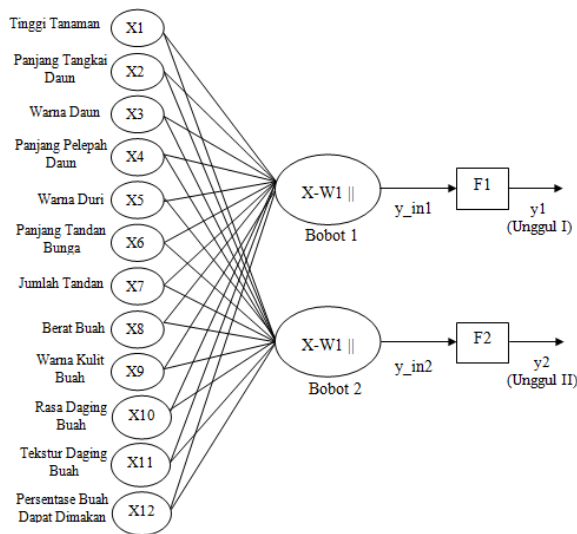 Tinggi Tanaman
X1
Panjang Tangkai
Daun
X2
Warna Daun
X3
Panjang Pelepah
Daun
X4
Warna Duri
X5
Panjang Tandan
Bunga
X6
Jumlah Tandan
X7
Berat Buah
X8
Warna Kulit
Buah
X9
Rasa Daging
Buah
X10
Tekstur Daging
Buah
X11
Persentase Buah
Dapat Dimakan
X12
X-W1 ||
Bobot 1
y_in1
F1
y1
(Unggul I)
X-W1 ||
Bobot 2
y_in2
F2
y2
(Unggul II)